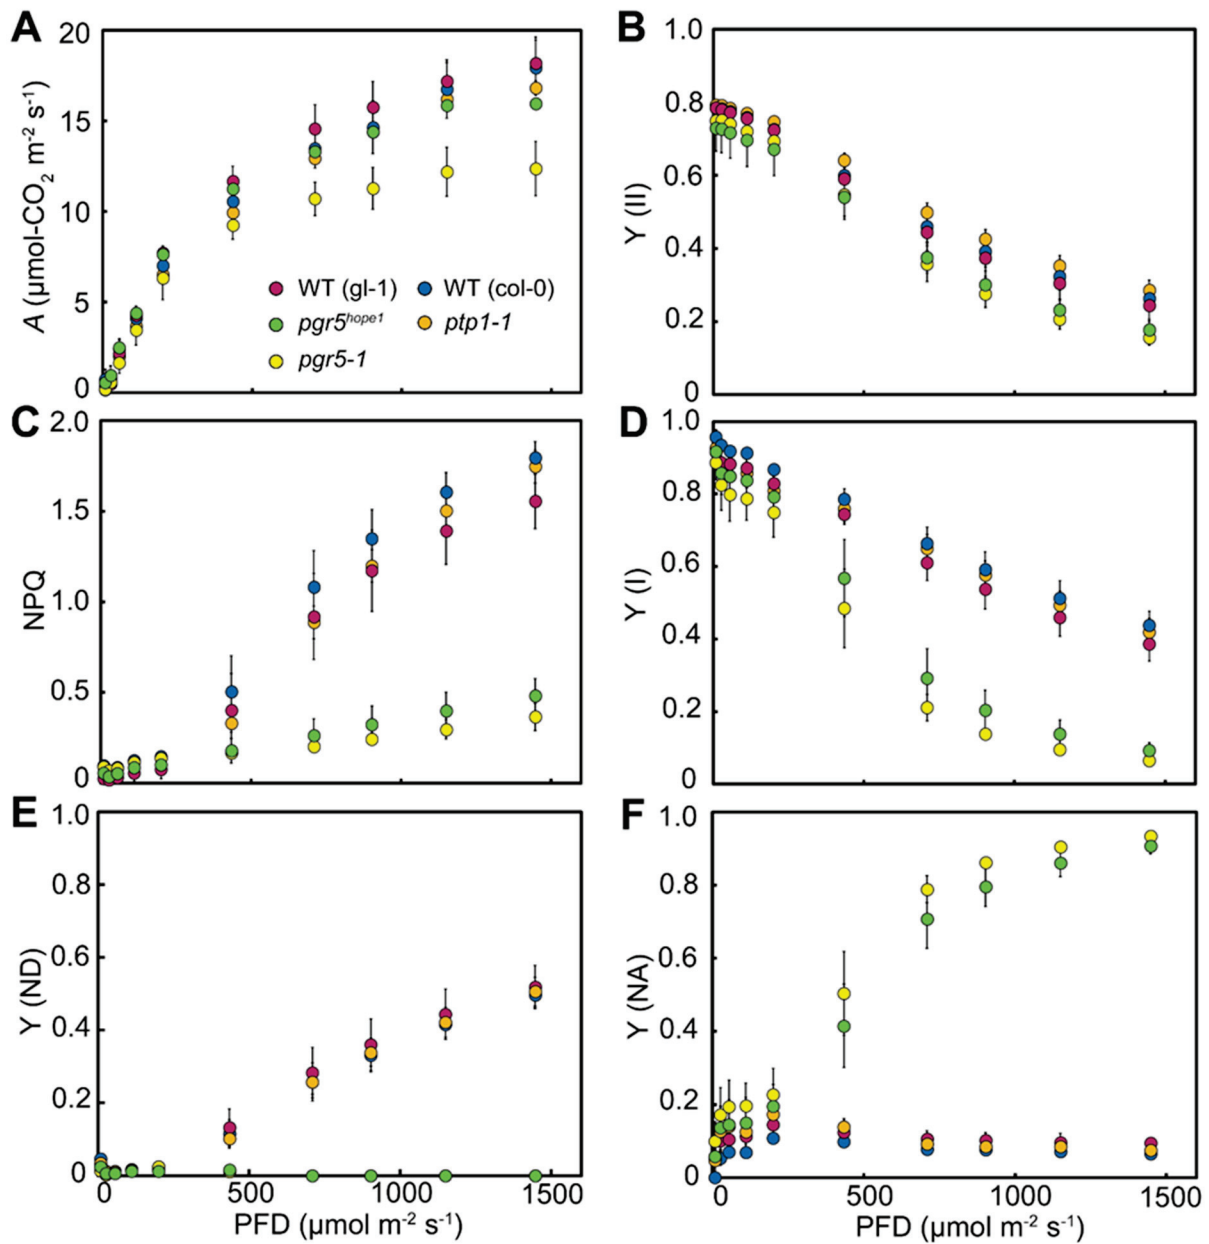 A
20
15
10
5
0
A (µmol-CO2 m-2 s-1)
WT (gl-1)
WT (col-0)
pgr5hope1
ptp1-1
pgr5-1
B
1.0
0.8
0.6
0.4
0.2
0
Y (II)
C
2.0
1.5
1.0
0.5
0
NPQ
D
1.0
0.8
0.6
0.4
0.2
0
Y (I)
E
1.0
0.8
0.6
0.4
0.2
0
Y (ND)
0 500 1000 1500
PFD (µmol m-2 s-1)
F
1.0
0.8
0.6
0.4
0.2
0
Y (NA)
0 500 1000 1500
PFD (µmol m-2 s-1)